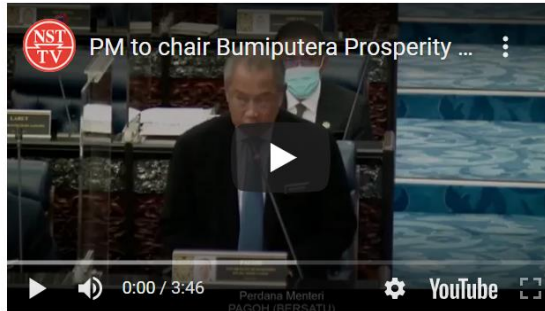 NST
TV
PM to chair Bumiputera Prosperity ...
0:00 / 3:46
YouTube
Perdana Menteri
PAGOH (BERSATU)